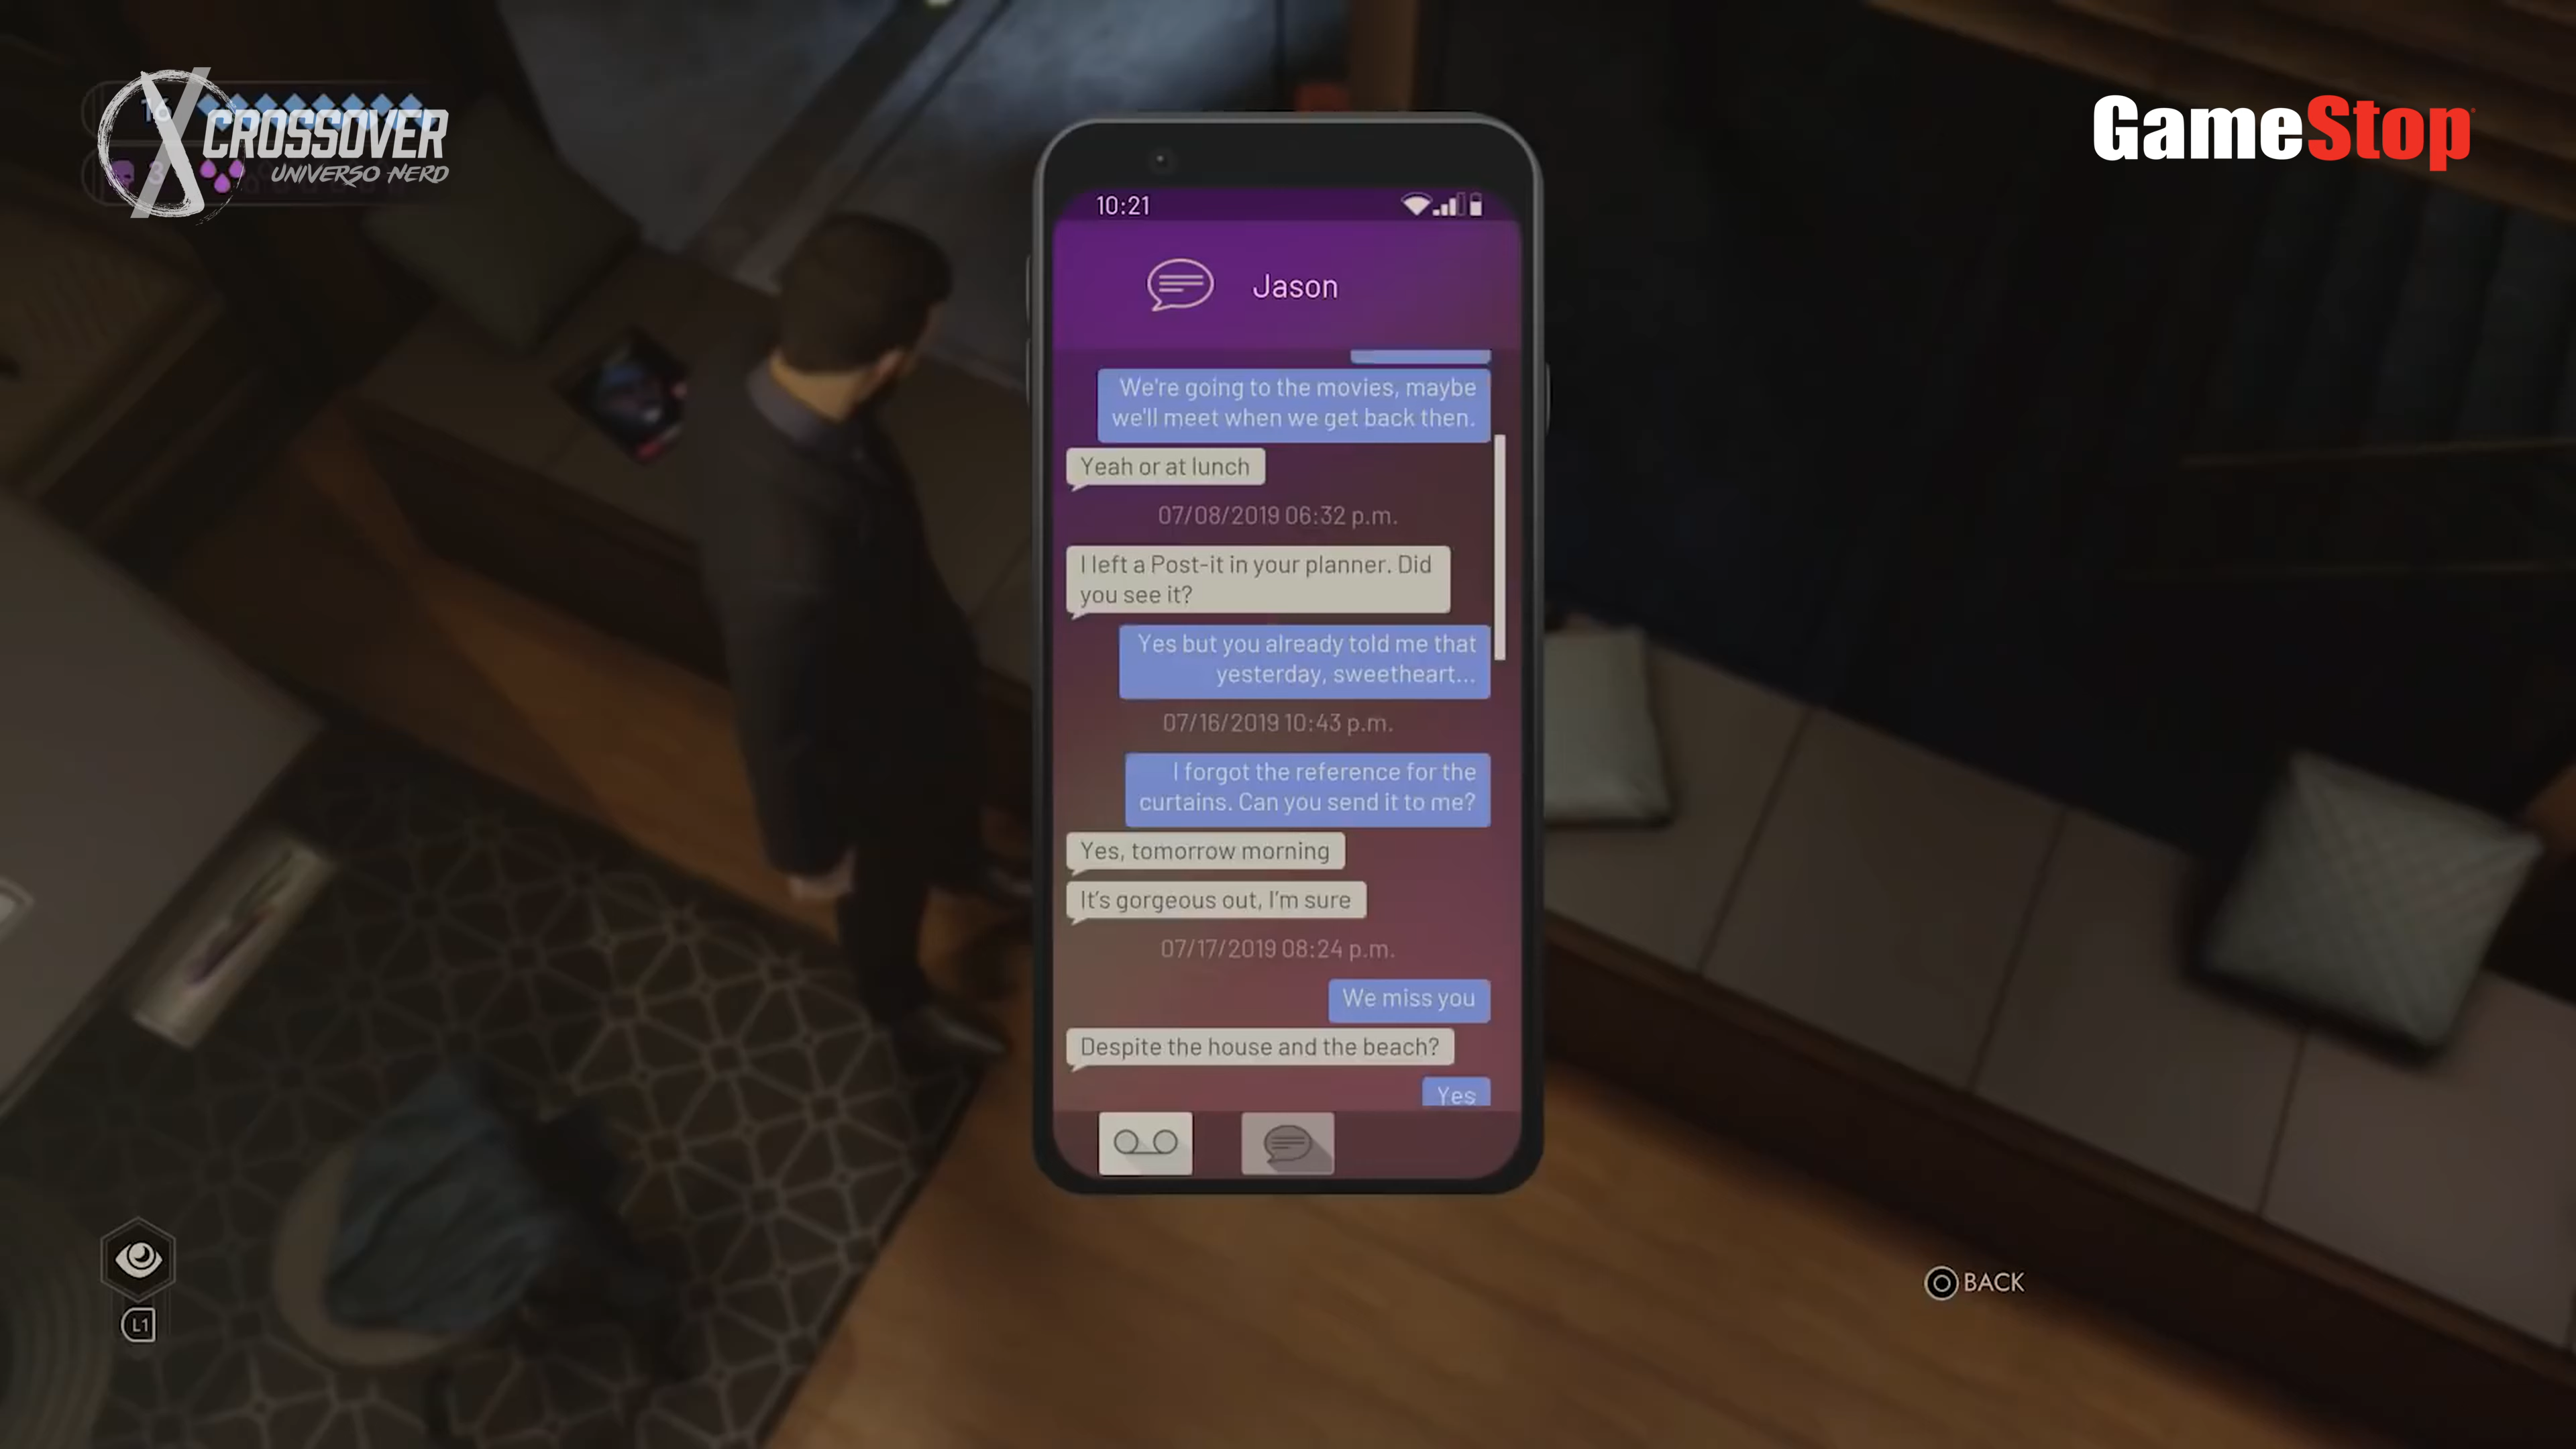 16
3
X CROSSOVER
UNIVERSO NERD
GameStop
10:21
Jason
We're going to the movies, maybe
we'll meet when we get back then.
Yeah or at lunch
07/08/2019 06:32 p.m.
I left a Post-it in your planner. Did
you see it?
Yes but you already told me that
yesterday, sweetheart...
07/16/2019 10:43 p.m.
I forgot the reference for the
curtains. Can you send it to me?
Yes, tomorrow morning
It's gorgeous out, I'm sure
07/17/2019 08:24 p.m.
We miss you
Despite the house and the beach?
Yes
L1
BACK